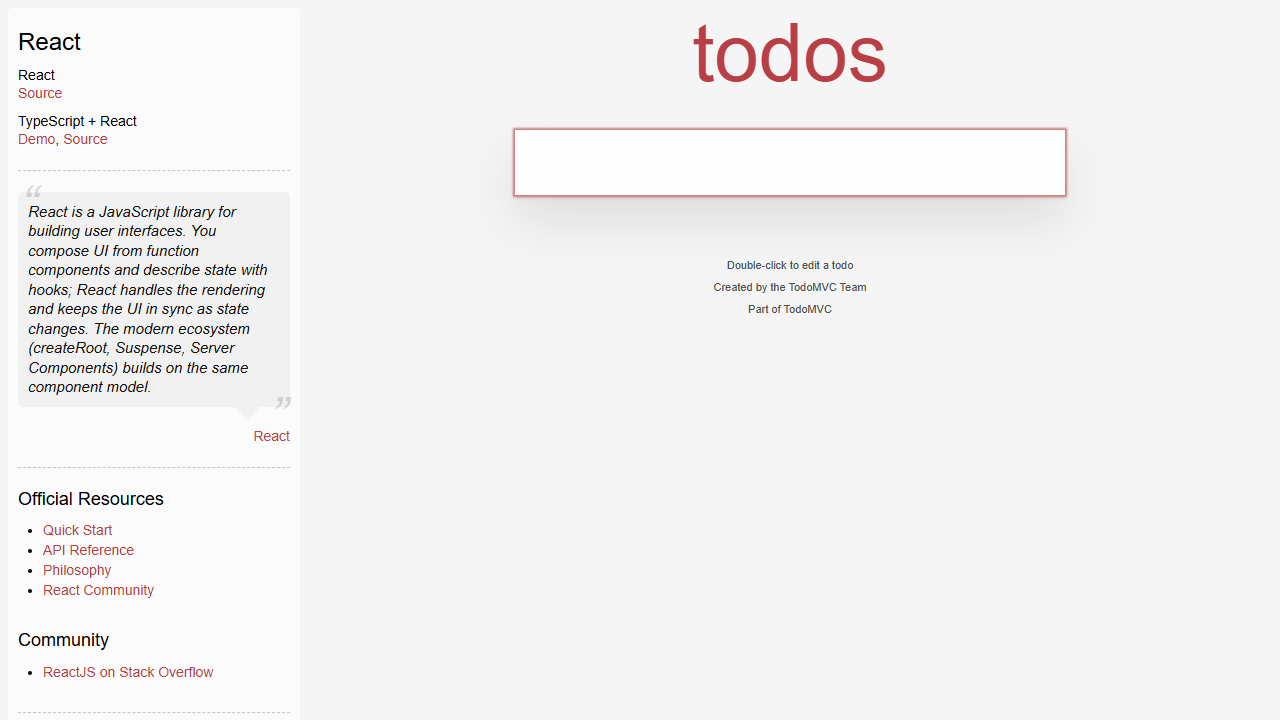 React
React
Source
TypeScript + React
Demo, Source
“
React is a JavaScript library for
building user interfaces. You
compose UI from function
components and describe state with
hooks; React handles the rendering
and keeps the UI in sync as state
changes. The modern ecosystem
(createRoot, Suspense, Server
Components) builds on the same
component model.
”
React
Official Resources
• Quick Start
• API Reference
• Philosophy
• React Community
Community
• ReactJS on Stack Overflow
todos
Double-click to edit a todo
Created by the TodoMVC Team
Part of TodoMVC